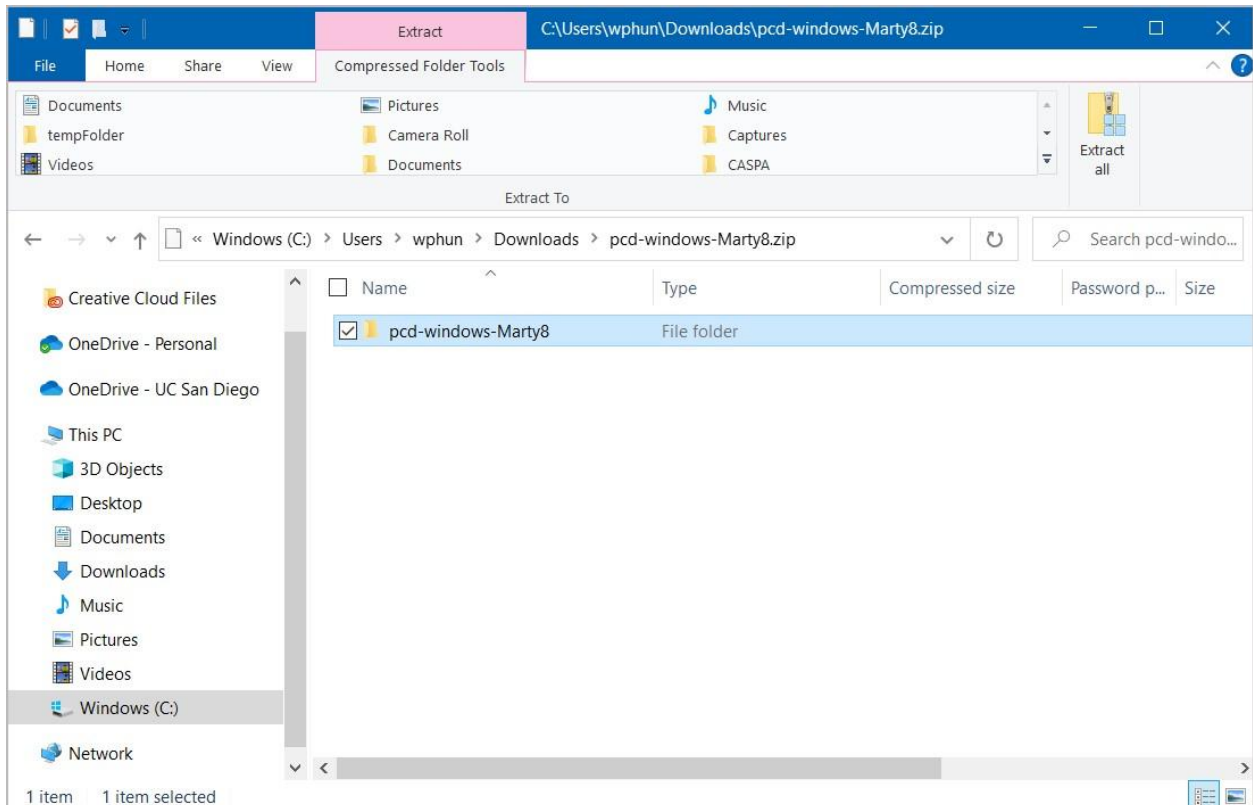 Extract
C:\Users\wphun\Downloads\pcd-windows-Marty8.zip
File Home Share View Compressed Folder Tools
?
Documents Pictures Music
tempFolder Camera Roll Captures
Videos Documents CASPA
Extract
all
Extract To
« Windows (C:) > Users > wphun > Downloads > pcd-windows-Marty8.zip
Search pcd-windo...
Name Type Compressed size Password p... Size
pcd-windows-Marty8 File folder
Creative Cloud Files
OneDrive - Personal
OneDrive - UC San Diego
This PC
3D Objects
Desktop
Documents
Downloads
Music
Pictures
Videos
Windows (C:)
Network
1 item 1 item selected